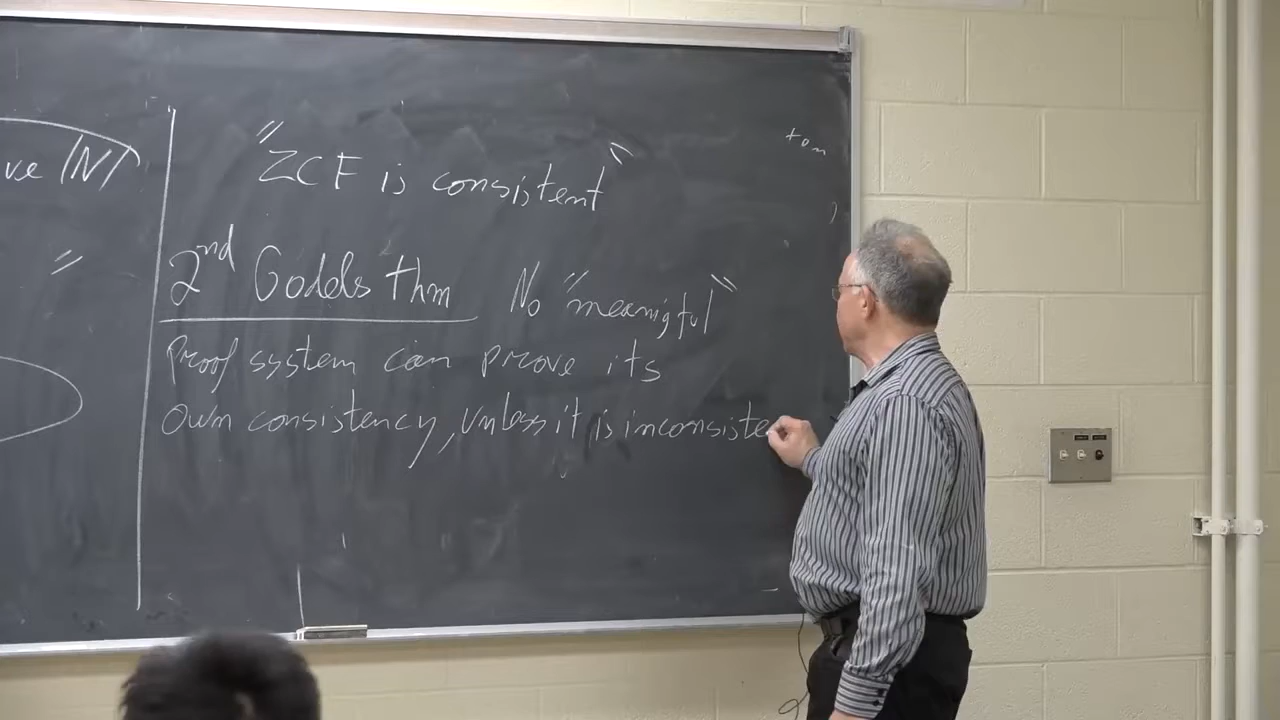 ve |N|
"ZCF is consistent"
"
2nd Godels thm No "meanigful"
Proof system can prove its
own consistency, unless it is inconsiste